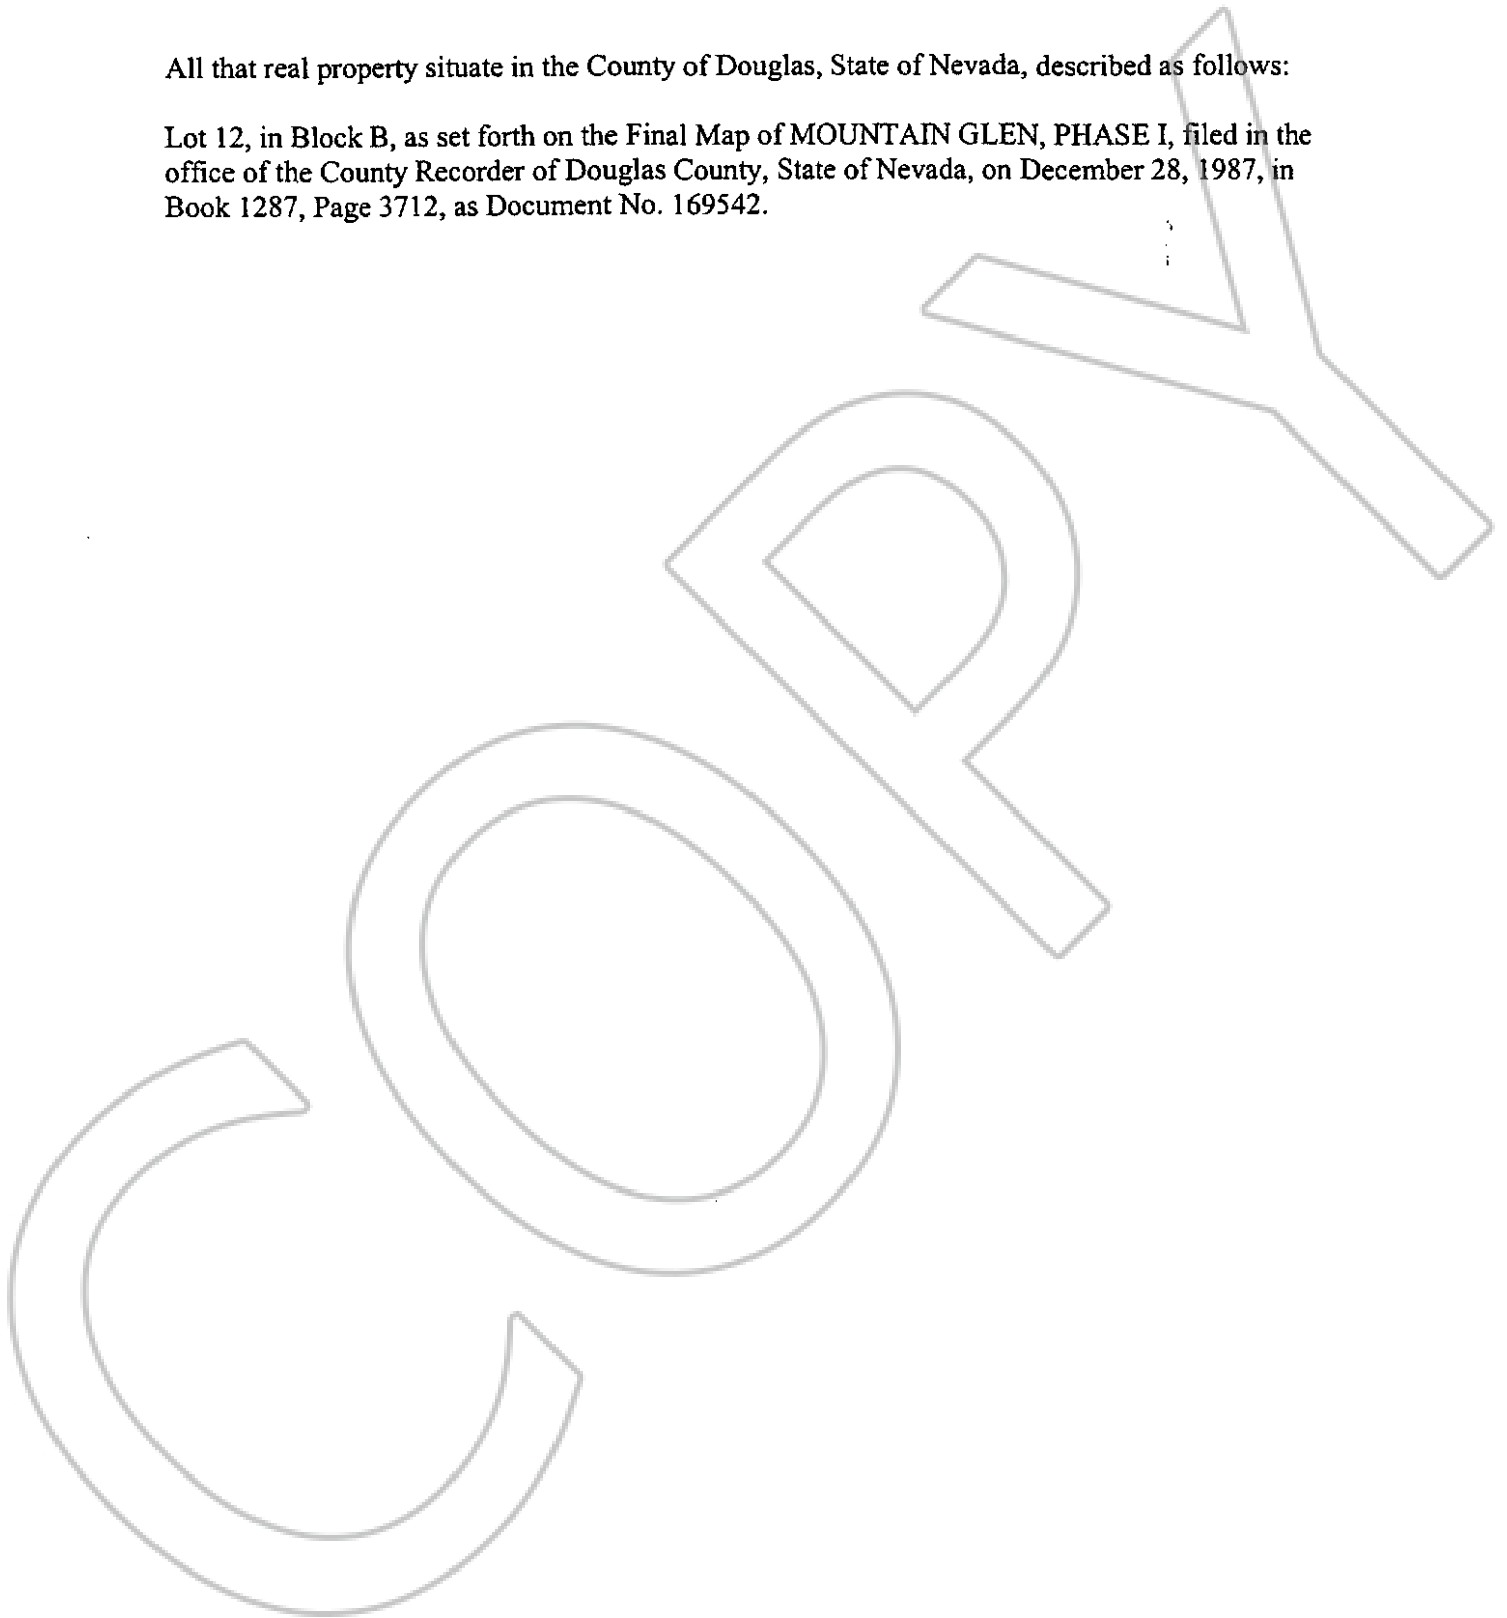 All that real property situate in the County of Douglas, State of Nevada, described as follows:
Lot 12, in Block B, as set forth on the Final Map of MOUNTAIN GLEN, PHASE I, filed in the
office of the County Recorder of Douglas County, State of Nevada, on December 28, 1987, in
Book 1287, Page 3712, as Document No. 169542.
COPY